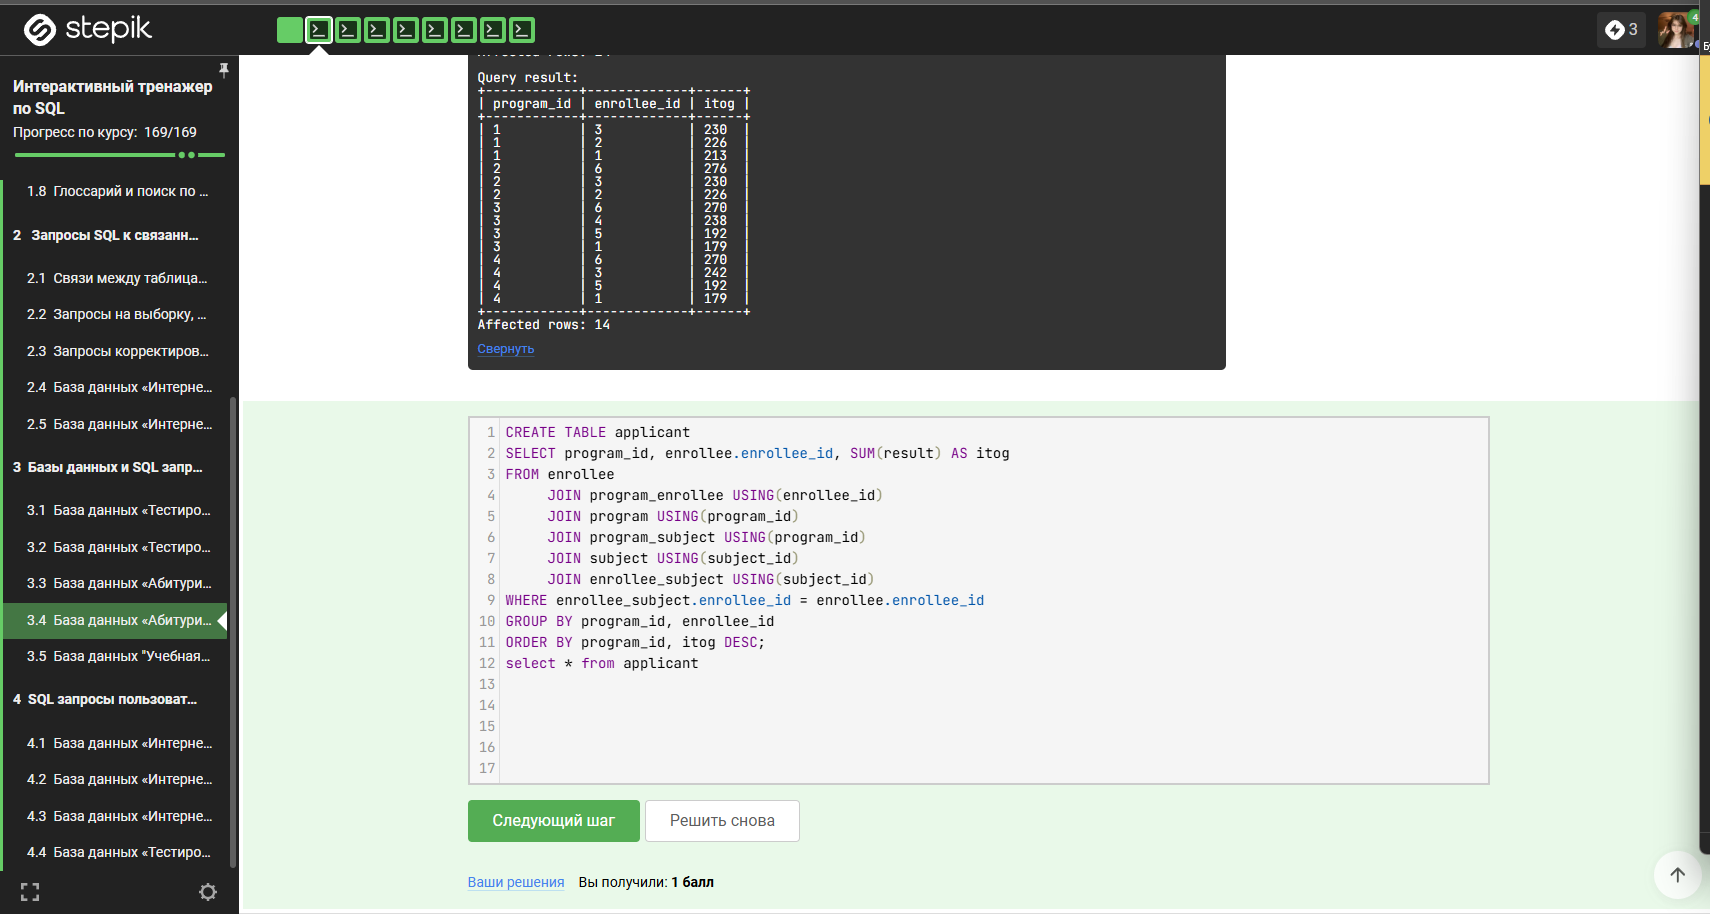 stepik
3
4
Интерактивный тренажер
по SQL
Прогресс по курсу: 169/169
1.8 Глоссарий и поиск по ...
2 Запросы SQL к связанн...
2.1 Связи между таблица...
2.2 Запросы на выборку, ...
2.3 Запросы корректиров...
2.4 База данных «Интерне...
2.5 База данных «Интерне...
3 Базы данных и SQL запр...
3.1 База данных «Тестиро...
3.2 База данных «Тестиро...
3.3 База данных «Абитури...
3.4 База данных «Абитури...
3.5 База данных "Учебная...
4 SQL запросы пользоват...
4.1 База данных «Интерне...
4.2 База данных «Интерне...
4.3 База данных «Интерне...
4.4 База данных «Тестиро...
Query result:
+------------+-------------+------+
| program_id | enrollee_id | itog |
+------------+-------------+------+
| 1          | 3           | 230  |
| 1          | 2           | 226  |
| 1          | 1           | 213  |
| 2          | 6           | 276  |
| 2          | 3           | 230  |
| 2          | 2           | 226  |
| 3          | 6           | 270  |
| 3          | 4           | 238  |
| 3          | 5           | 192  |
| 3          | 1           | 179  |
| 4          | 6           | 270  |
| 4          | 3           | 242  |
| 4          | 5           | 192  |
| 4          | 1           | 179  |
+------------+-------------+------+
Affected rows: 14
Свернуть
1 CREATE TABLE applicant
2 SELECT program_id, enrollee.enrollee_id, SUM(result) AS itog
3 FROM enrollee
4 JOIN program_enrollee USING(enrollee_id)
5 JOIN program USING(program_id)
6 JOIN program_subject USING(program_id)
7 JOIN subject USING(subject_id)
8 JOIN enrollee_subject USING(subject_id)
9 WHERE enrollee_subject.enrollee_id = enrollee.enrollee_id
10 GROUP BY program_id, enrollee_id
11 ORDER BY program_id, itog DESC;
12 select * from applicant
13
14
15
16
17
Следующий шаг
Решить снова
Ваши решения Вы получили: 1 балл